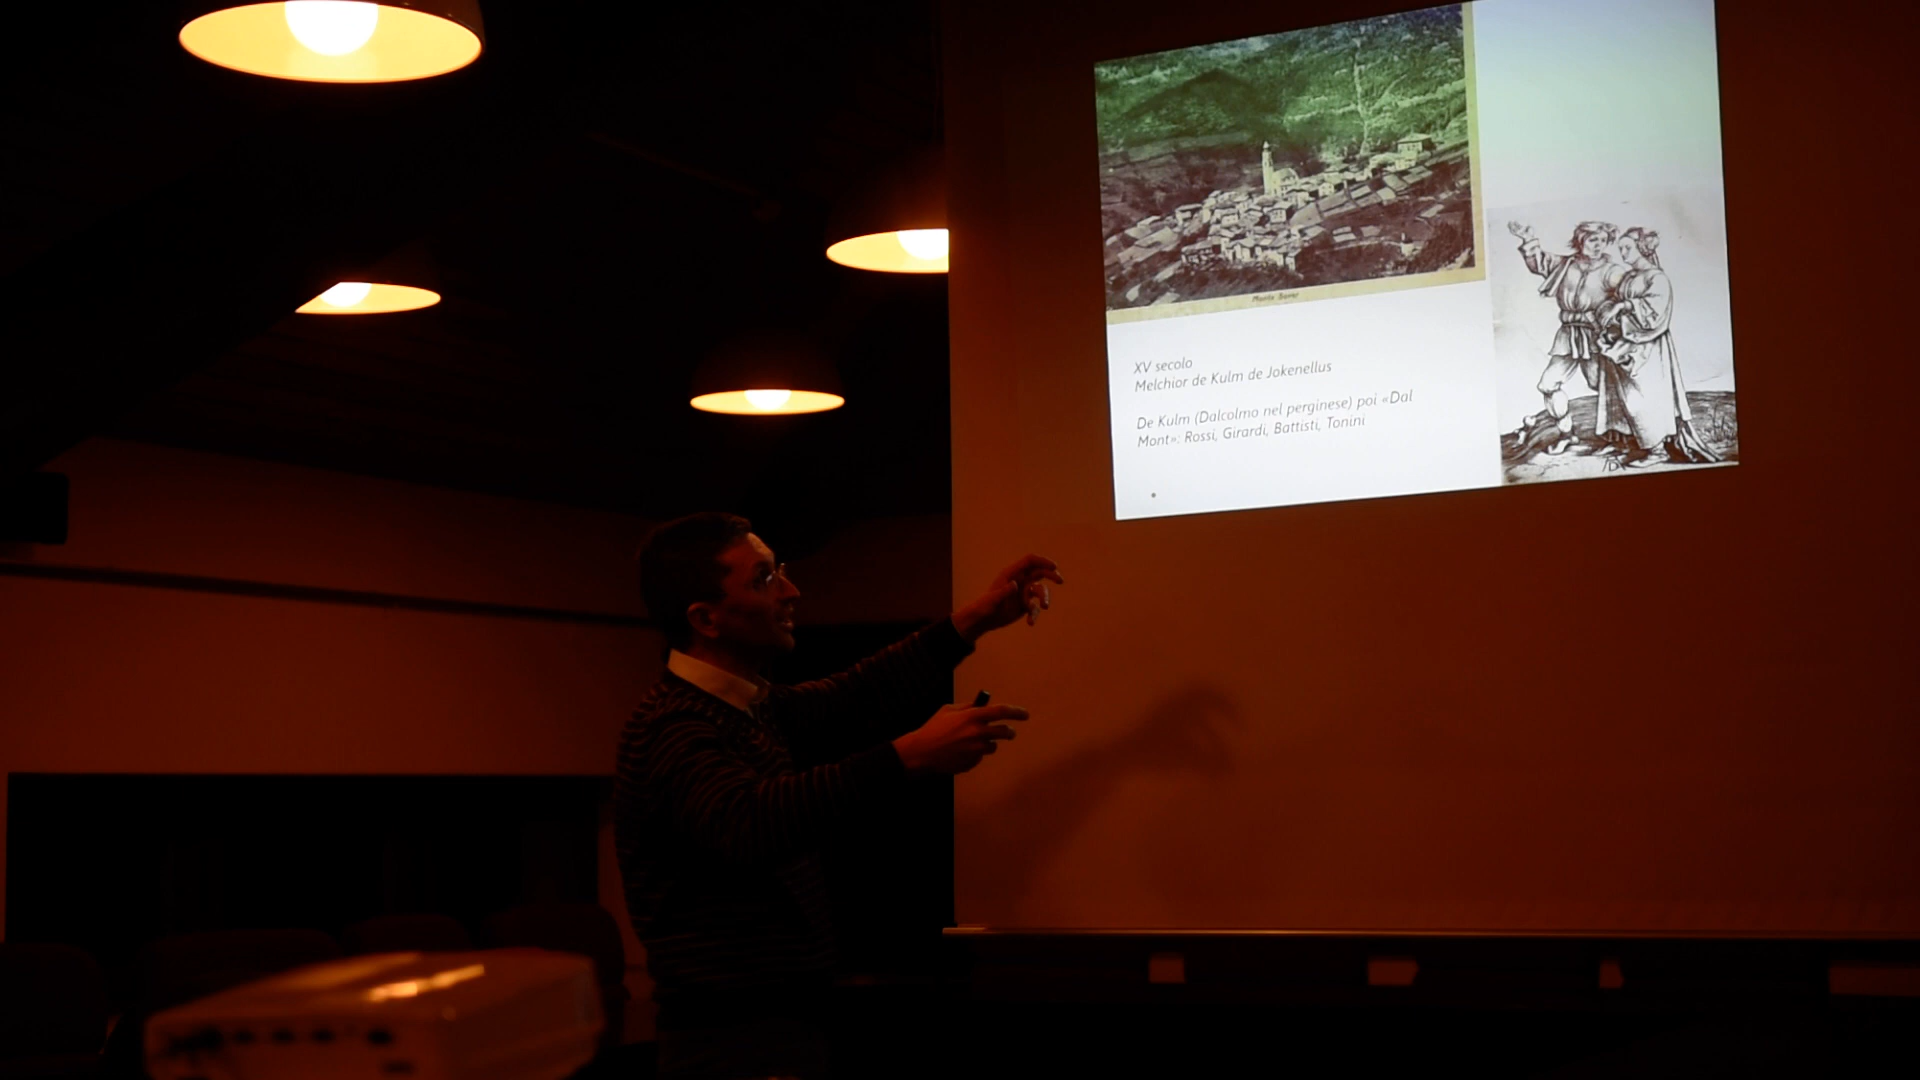 XV secolo
Melchior de Kulm de Jokenellus
De Kulm (Dalcolmo nel perginese) poi «Dal
Mont»: Rossi, Girardi, Battisti, Tonini
AD